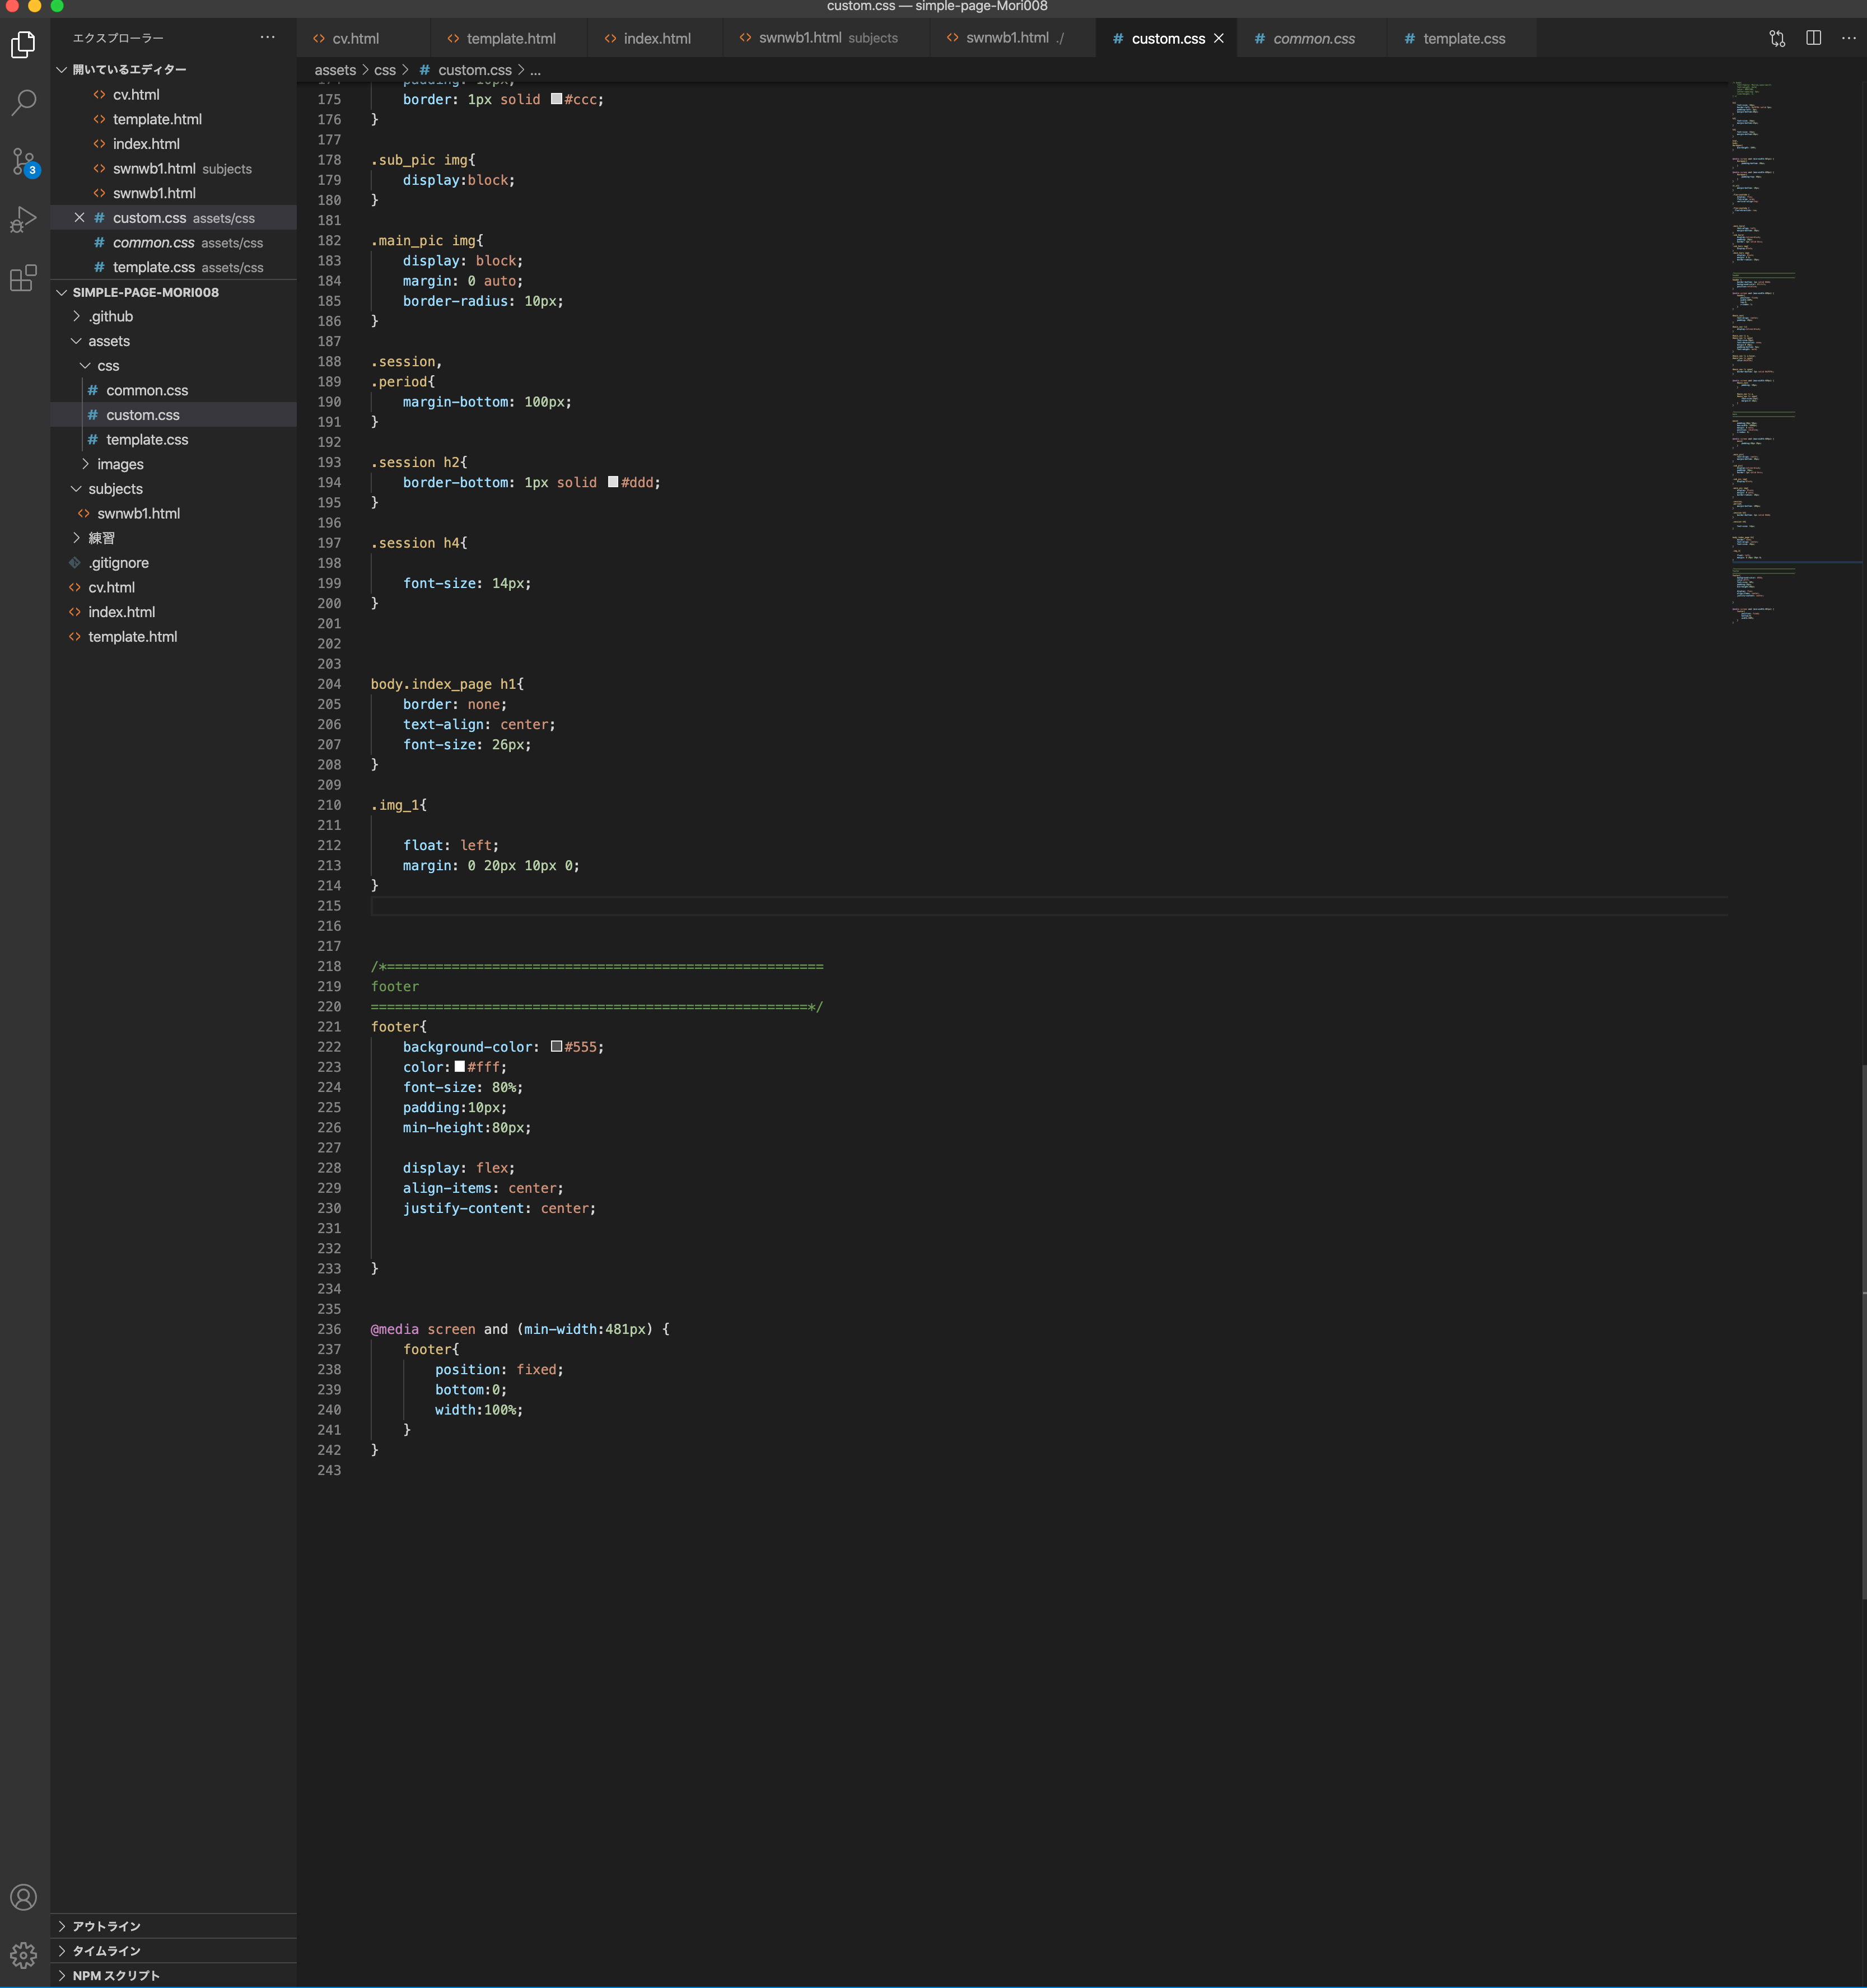 custom.css — simple-page-Mori008
エクスプローラー
開いているエディター
cv.html
template.html
index.html
swnwb1.html subjects
swnwb1.html
custom.css assets/css
common.css assets/css
template.css assets/css
SIMPLE-PAGE-MORI008
.github
assets
css
common.css
custom.css
template.css
images
subjects
swnwb1.html
練習
.gitignore
cv.html
index.html
template.html
アウトライン
タイムライン
NPM スクリプト
3
cv.html
template.html
index.html
swnwb1.html subjects
swnwb1.html ./
# custom.css
# common.css
# template.css
assets > css > # custom.css > ...
175 border: 1px solid #ccc;
176 }
177
178 .sub_pic img{
179 display:block;
180 }
181
182 .main_pic img{
183 display: block;
184 margin: 0 auto;
185 border-radius: 10px;
186 }
187
188 .session,
189 .period{
190 margin-bottom: 100px;
191 }
192
193 .session h2{
194 border-bottom: 1px solid #ddd;
195 }
196
197 .session h4{
198
199 font-size: 14px;
200 }
201
202
203
204 body.index_page h1{
205 border: none;
206 text-align: center;
207 font-size: 26px;
208 }
209
210 .img_1{
211
212 float: left;
213 margin: 0 20px 10px 0;
214 }
215
216
217
218 /*======================================================
219 footer
220 ======================================================*/
221 footer{
222 background-color: #555;
223 color:#fff;
224 font-size: 80%;
225 padding:10px;
226 min-height:80px;
227
228 display: flex;
229 align-items: center;
230 justify-content: center;
231
232
233 }
234
235
236 @media screen and (min-width:481px) {
237 footer{
238 position: fixed;
239 bottom:0;
240 width:100%;
241 }
242 }
243